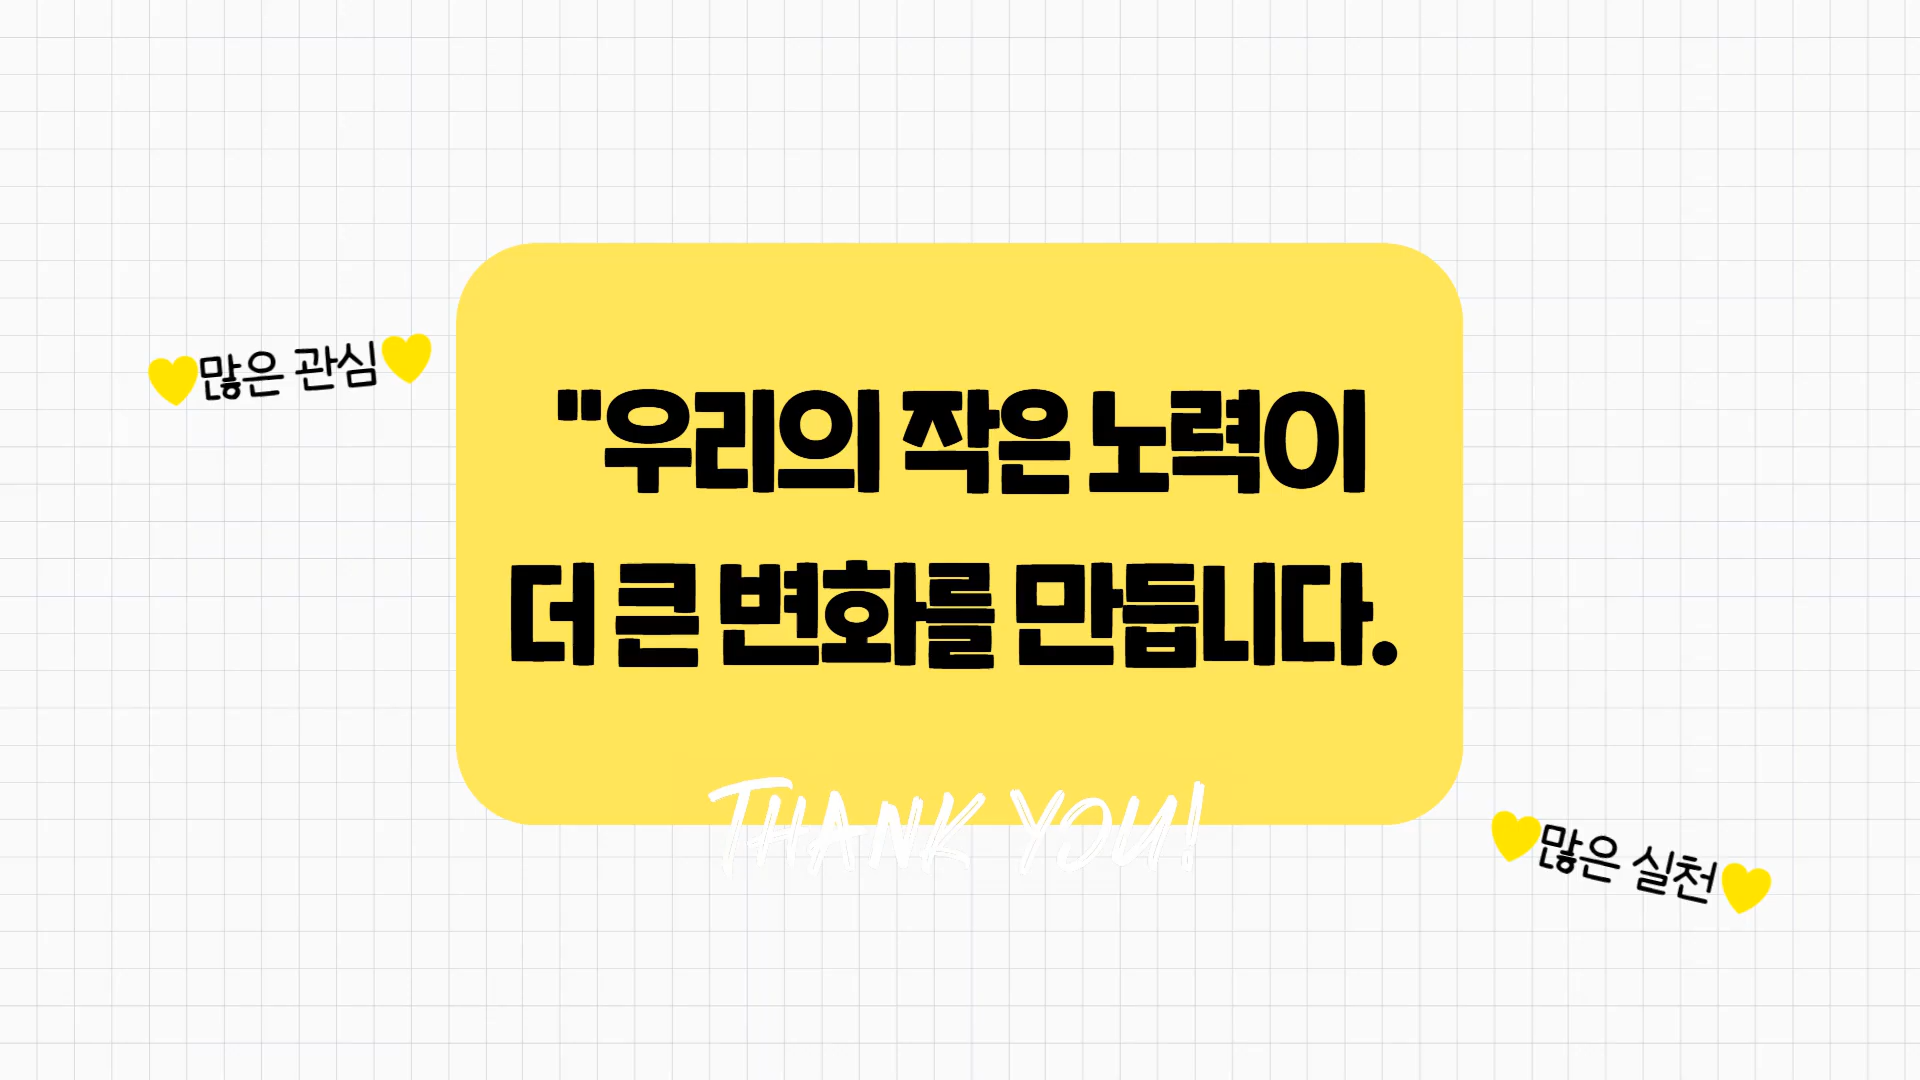 💛많은 관심💛
"우리의 작은 노력이
더 큰 변화를 만듭니다.
THANK YOU!
💛많은 실천💛